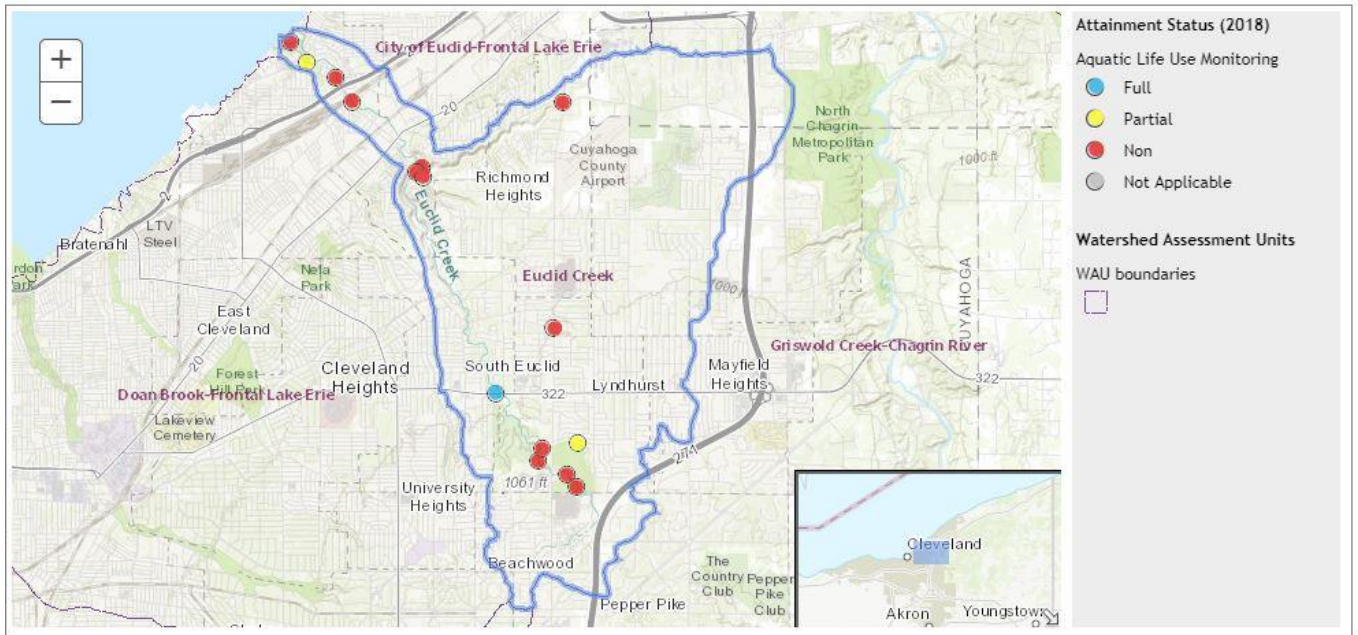 +
−
City of Euclid-Frontal Lake Erie
20
North
Chagrin
Metropolitan
Park
1000 ft
Cuyahoga
County
Airport
Richmond
Heights
2
LTV
Steel
Bratenahl
Euclid Creek
Nela
Park
Euclid Creek
1000 ft
East
Cleveland
20
Cleveland
Heights
South Euclid
Lyndhurst
Mayfield
Heights
Griswold Creek-Chagrin River
322
322
Forest
Hill Park
Doan Brook-Frontal Lake Erie
Lakeview
Cemetery
271
University
Heights
1061 ft
Beachwood
Pepper Pike
The
Country
Club
Pepper
Pike
Club
Cleveland
Akron
Youngstown
Attainment Status (2018)
Aquatic Life Use Monitoring
Full
Partial
Non
Not Applicable
Watershed Assessment Units
WAU boundaries